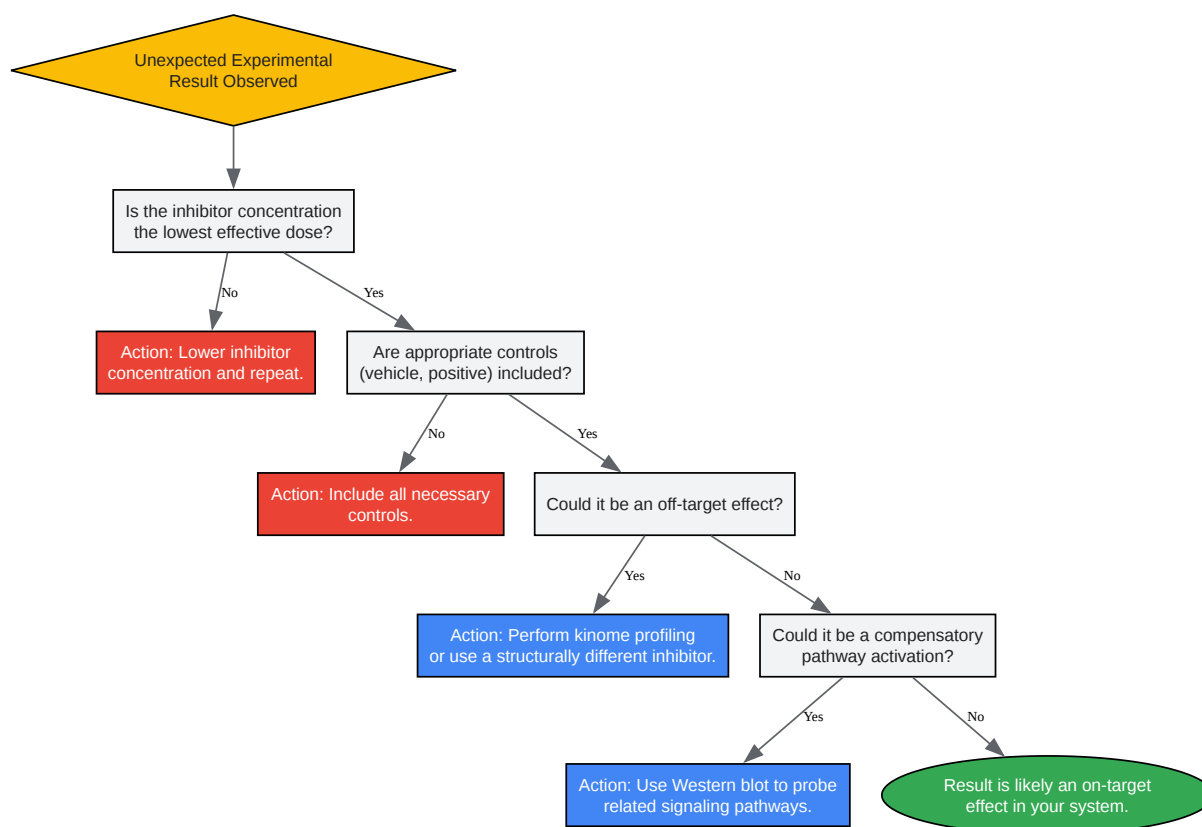 Unexpected Experimental
Result Observed
Is the inhibitor concentration
the lowest effective dose?
No
Yes
Action: Lower inhibitor
concentration and repeat.
Are appropriate controls
(vehicle, positive) included?
No
Yes
Action: Include all necessary
controls.
Could it be an off-target effect?
Yes
No
Action: Perform kinome profiling
or use a structurally different inhibitor.
Could it be a compensatory
pathway activation?
Yes
No
Action: Use Western blot to probe
related signaling pathways.
Result is likely an on-target
effect in your system.